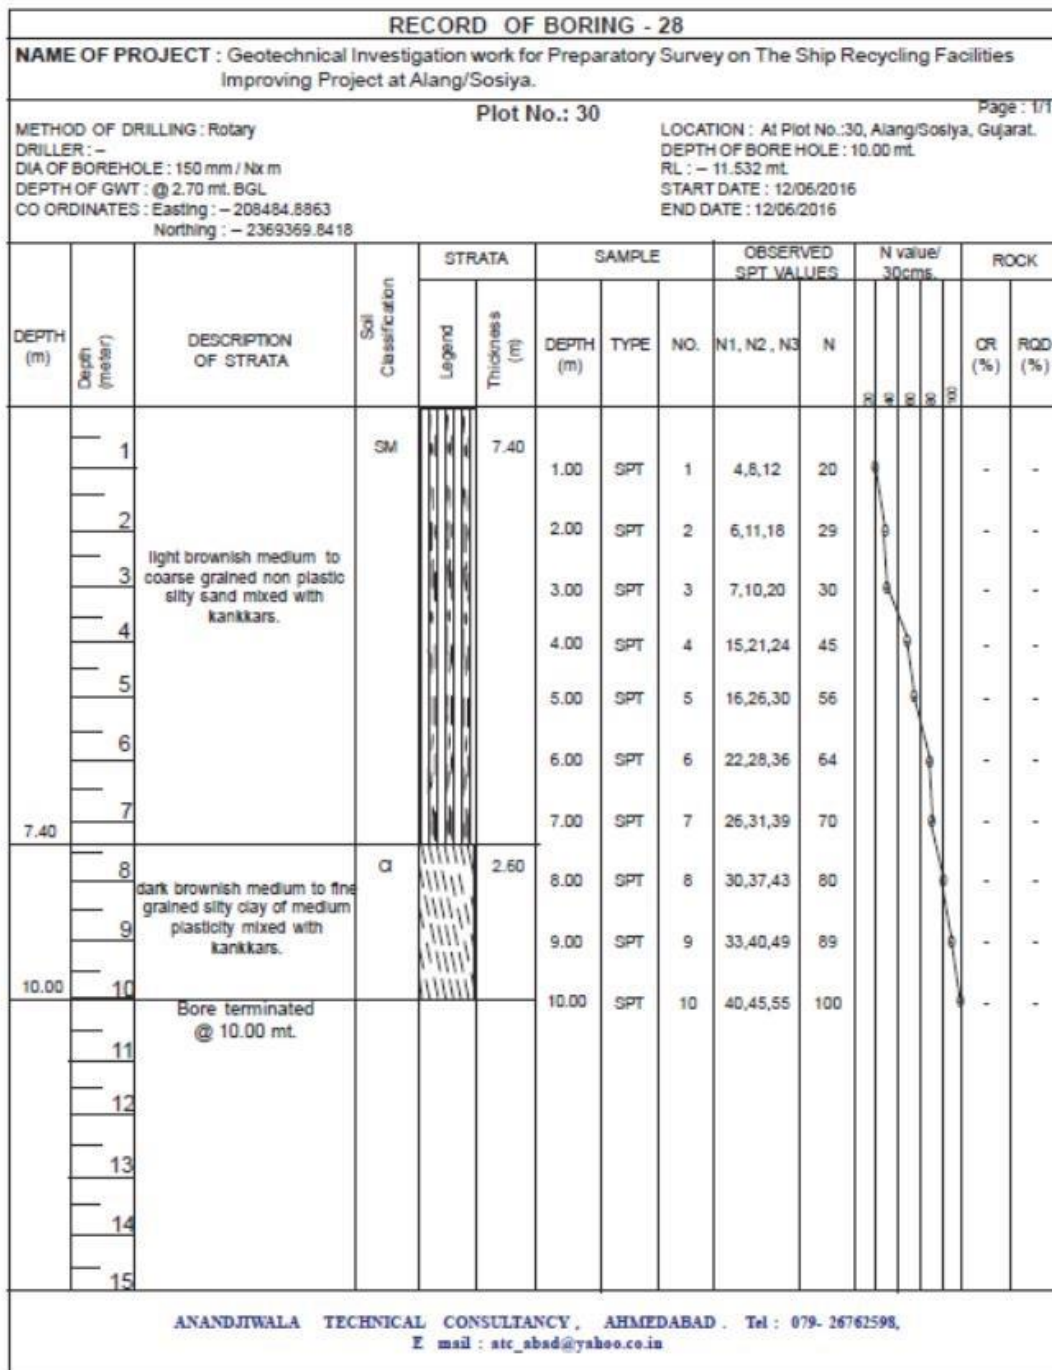 RECORD OF BORING - 28
NAME OF PROJECT : Geotechnical Investigation work for Preparatory Survey on The Ship Recycling Facilities
Improving Project at Alang/Sosiya.
Plot No.: 30
Page : 1/1
METHOD OF DRILLING : Rotary
DRILLER : –
DIA OF BOREHOLE : 150 mm / Nx m
DEPTH OF GWT : @ 2.70 mt. BGL
CO ORDINATES : Easting : – 208484.8863
Northing : – 2369369.8418
LOCATION : At Plot No.:30, Alang/Sosiya, Gujarat.
DEPTH OF BORE HOLE : 10.00 mt.
RL : – 11.532 mt.
START DATE : 12/06/2016
END DATE : 12/06/2016
DEPTH (m)
Depth (meter)
DESCRIPTION OF STRATA
Soil Classification
STRATA
Legend
Thickness (m)
SAMPLE
DEPTH (m)
TYPE
NO.
OBSERVED SPT VALUES
N1, N2 , N3
N
N value/ 30cms.
20 40 60 80 100
ROCK
CR (%)
RQD (%)
1
SM 7.40
1.00 SPT 1 4,8,12 20 - -
2
2.00 SPT 2 6,11,18 29 - -
light brownish medium to
coarse grained non plastic
silty sand mixed with
kankkars.
3
3.00 SPT 3 7,10,20 30 - -
4
4.00 SPT 4 15,21,24 45 - -
5
5.00 SPT 5 16,26,30 56 - -
6
6.00 SPT 6 22,28,36 64 - -
7
7.00 SPT 7 26,31,39 70 - -
7.40
8
CI 2.60
8.00 SPT 8 30,37,43 80 - -
dark brownish medium to fine
grained silty clay of medium
plasticity mixed with
kankkars.
9
9.00 SPT 9 33,40,49 89 - -
10.00
10
10.00 SPT 10 40,45,55 100 - -
Bore terminated
@ 10.00 mt.
11
12
13
14
15
ANANDJIWALA TECHNICAL CONSULTANCY , AHMEDABAD . Tel : 079- 26762598,
E mail : atc_abad@yahoo.co.in